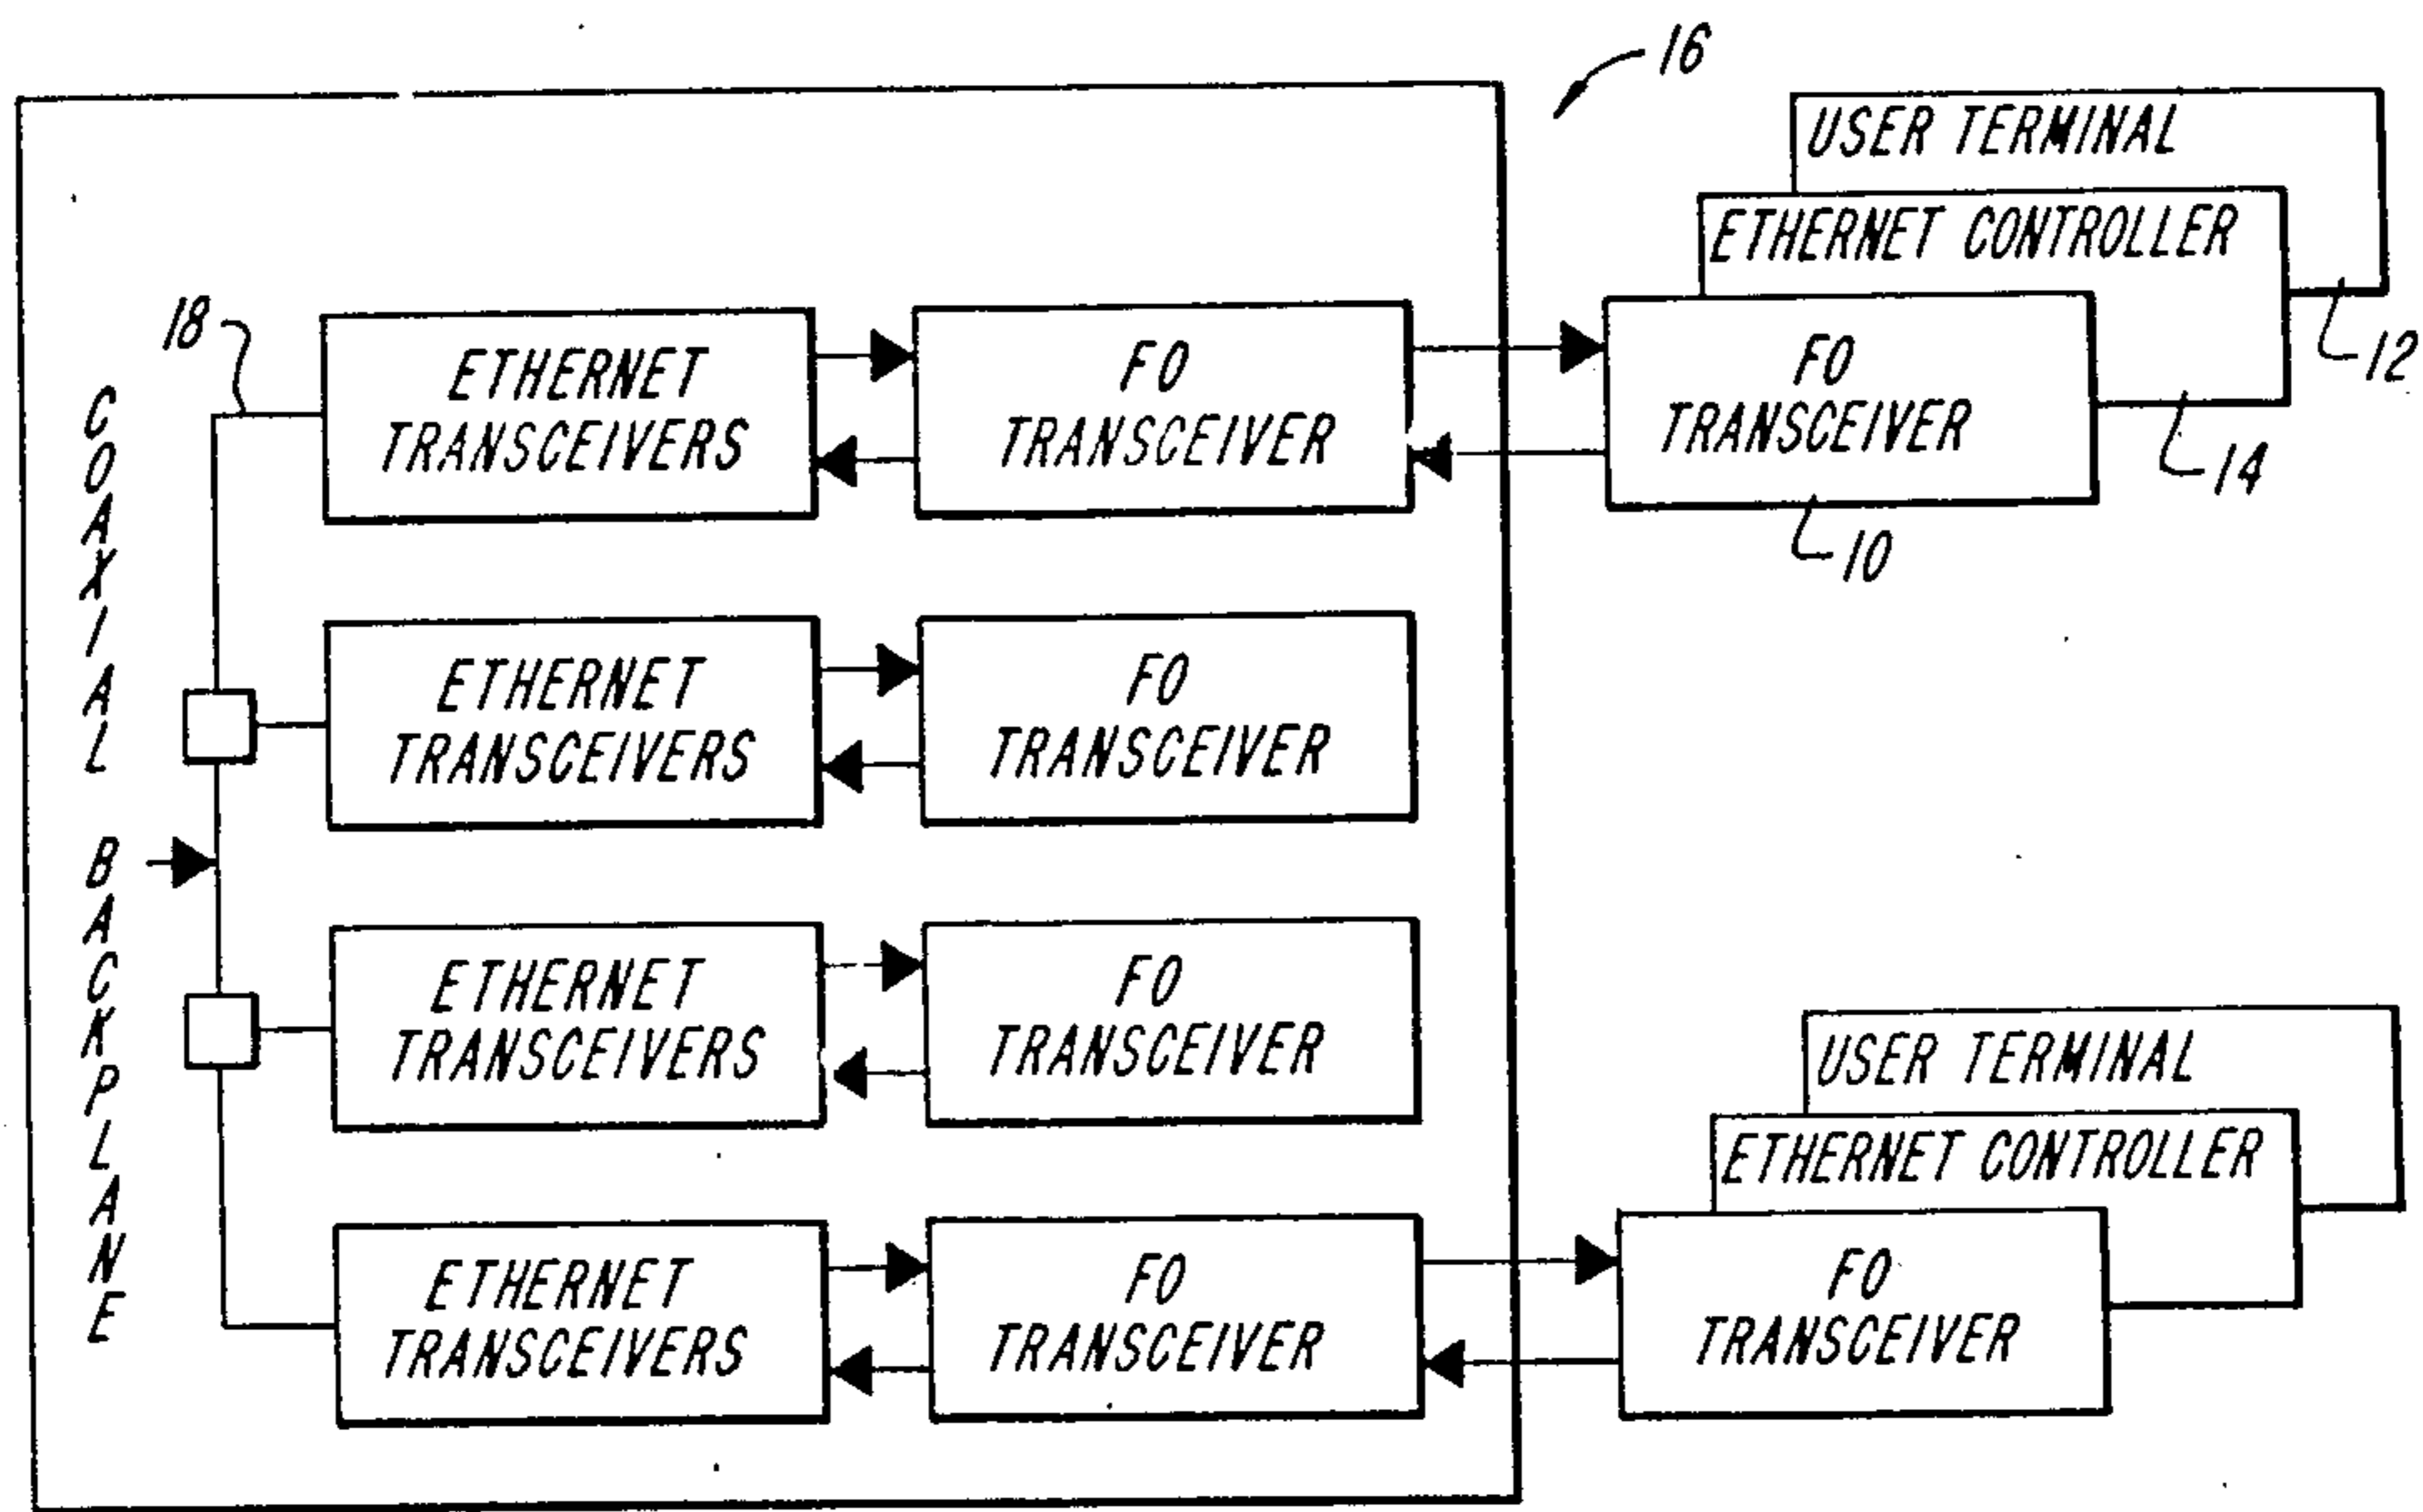 16
USER TERMINAL
ETHERNET CONTROLLER
FO
TRANSCEIVER
12
14
10
18
COAXIAL BACKPLANE
ETHERNET
TRANSCEIVERS
FO
TRANSCEIVER
ETHERNET
TRANSCEIVERS
FO
TRANSCEIVER
ETHERNET
TRANSCEIVERS
FO
TRANSCEIVER
ETHERNET
TRANSCEIVERS
FO
TRANSCEIVER
USER TERMINAL
ETHERNET CONTROLLER
FO
TRANSCEIVER